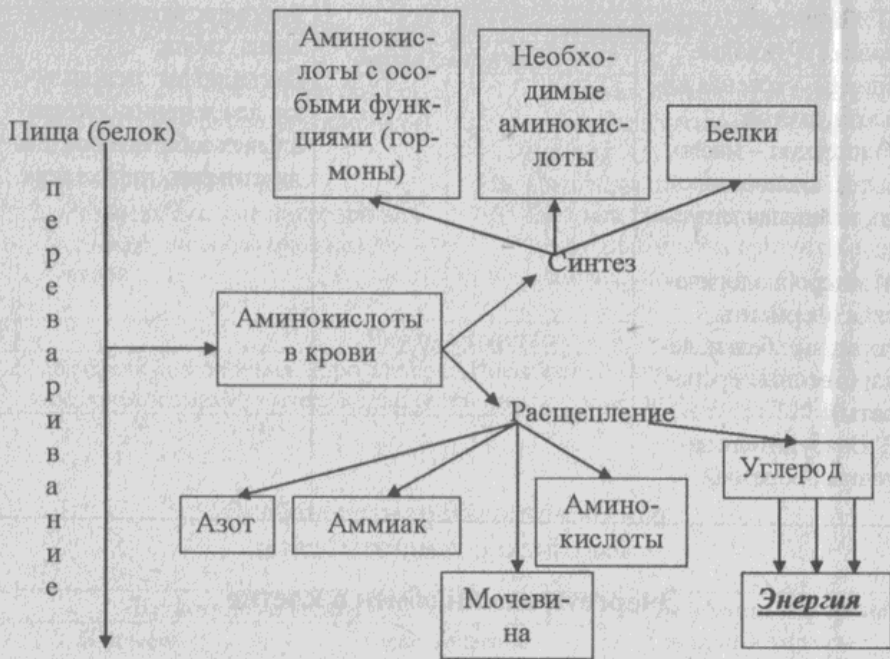 Аминокис-
лоты с осо-
быми функ-
циями (гор-
моны)
Необхо-
димые
аминокис-
лоты
Белки
Пища (белок)
п
е
р
е
в
а
р
и
в
а
н
и
е
Синтез
Аминокислоты
в крови
Расщепление
Углерод
Азот
Аммиак
Амино-
кислоты
Мочеви-
на
Энергия